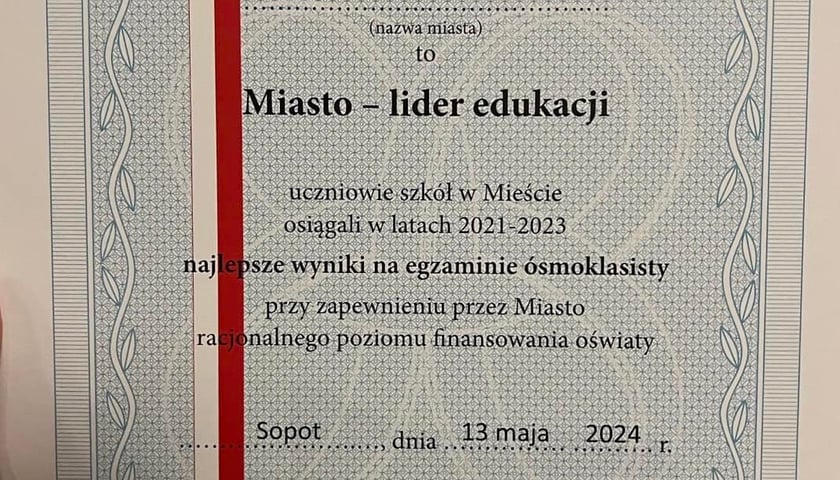 (nazwa miasta)
to
Miasto – lider edukacji
uczniowie szkół w Mieście
osiągali w latach 2021-2023
najlepsze wyniki na egzaminie ósmoklasisty
przy zapewnieniu przez Miasto
racjonalnego poziomu finansowania oświaty
Sopot, dnia 13 maja 2024 r.